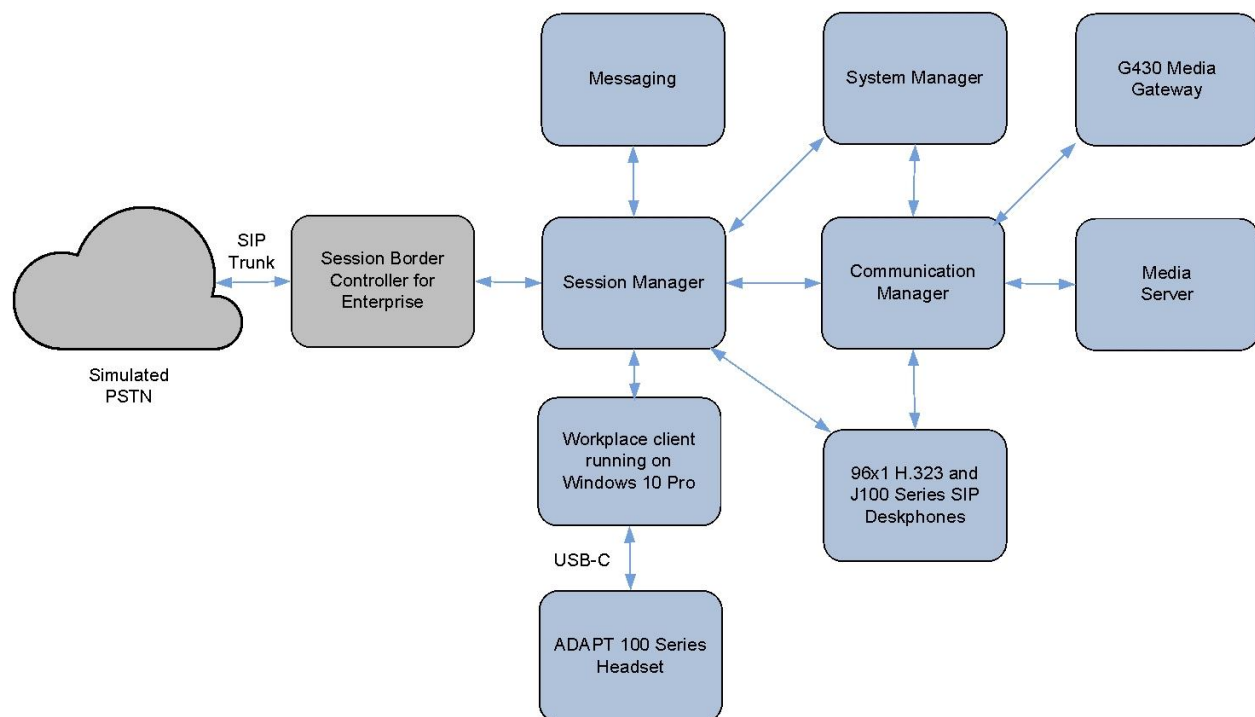 Messaging
System Manager
G430 Media
Gateway
SIP
Trunk
Session Border
Controller for
Enterprise
Session Manager
Communication
Manager
Media
Server
Simulated
PSTN
Workplace client
running on
Windows 10 Pro
96x1 H.323 and
J100 Series SIP
Deskphones
USB-C
ADAPT 100 Series
Headset